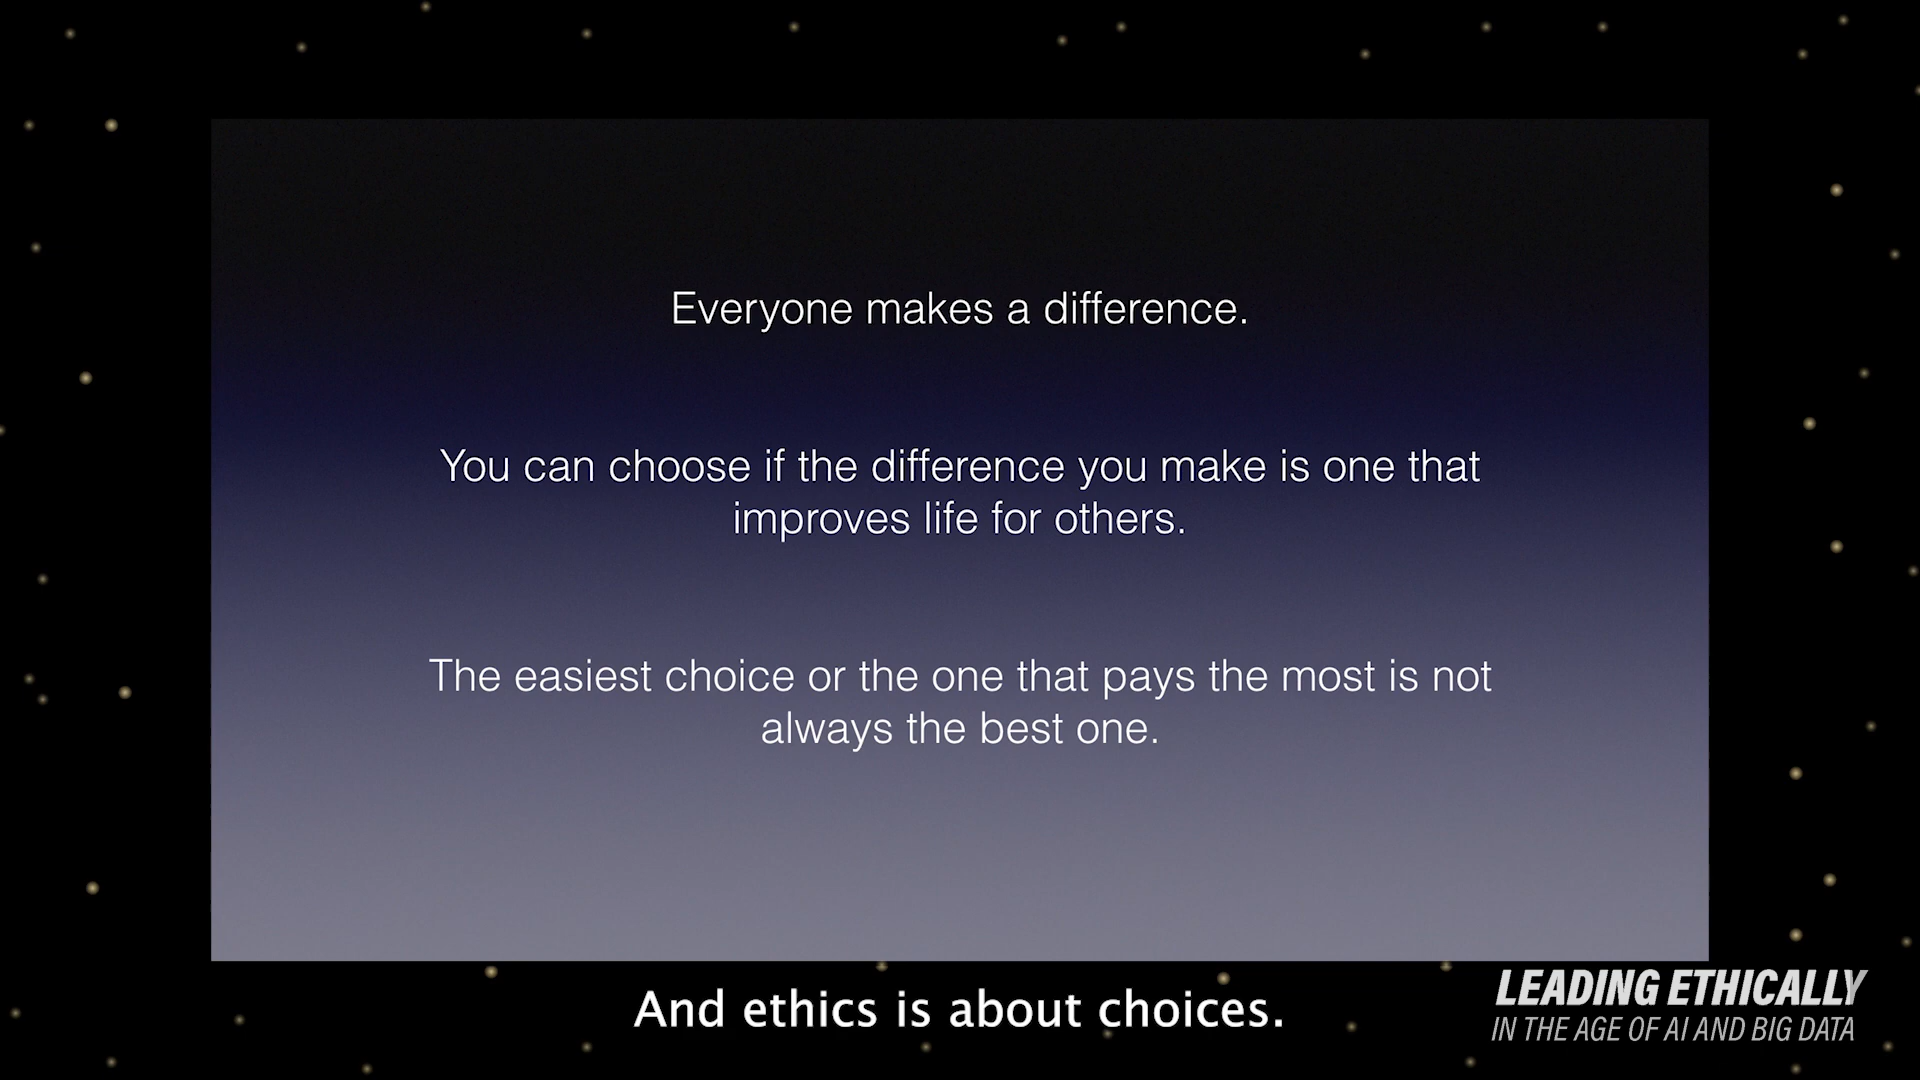 Everyone makes a difference.
You can choose if the difference you make is one that
improves life for others.
The easiest choice or the one that pays the most is not
always the best one.
And ethics is about choices.
LEADING ETHICALLY
IN THE AGE OF AI AND BIG DATA